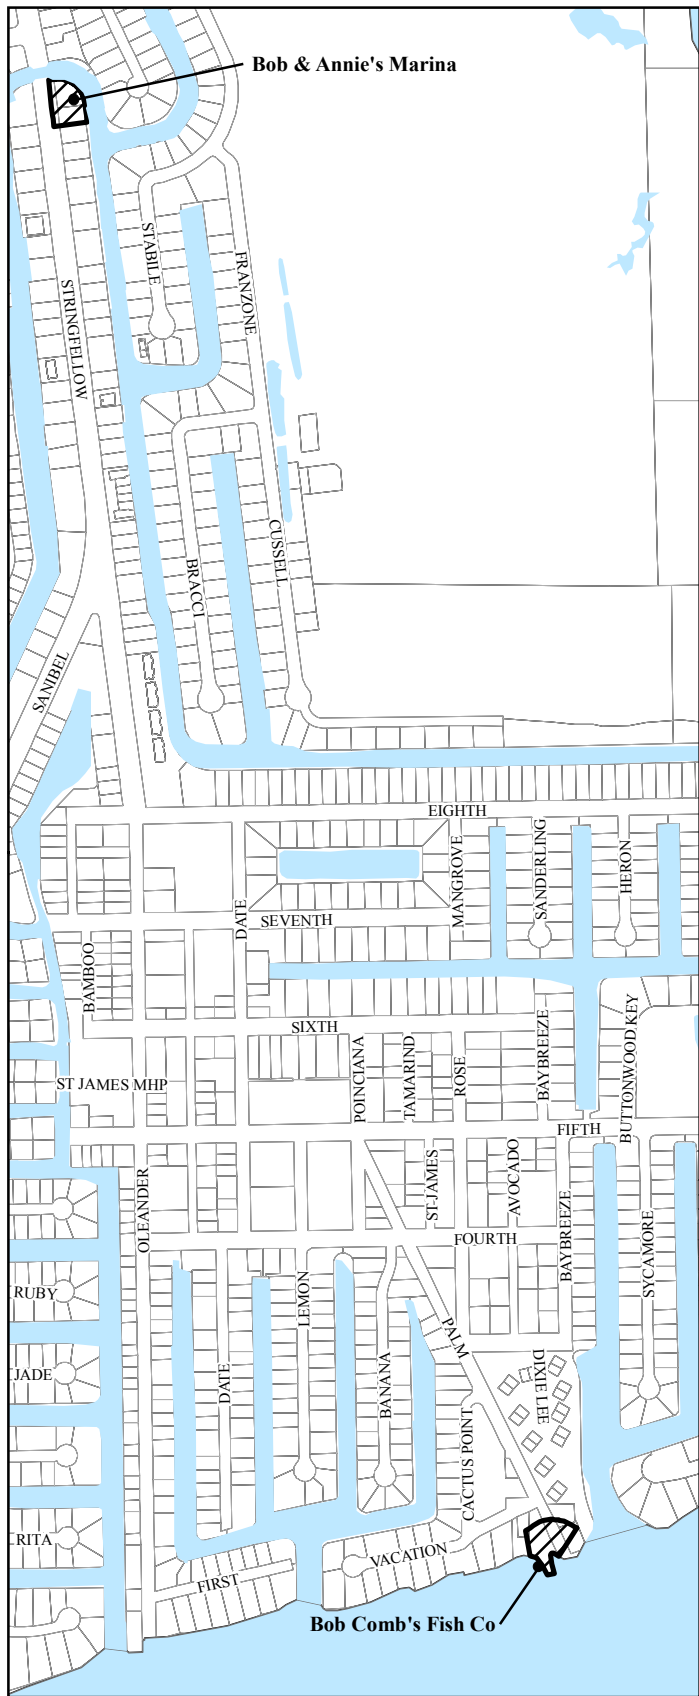 Bob & Annie's Marina
STABILE
FRANZONE
STRINGFELLOW
CUSSELL
BRACCI
SANIBEL
EIGHTH
MANGROVE
SANDERLING
HERON
DATE
SEVENTH
BAMBOO
SIXTH
BUTTONWOOD KEY
BAYBREEZE
POINCIANA
TAMARIND
ROSE
ST JAMES MHP
FIFTH
ST JAMES
AVOCADO
OLEANDER
BAYBREEZE
FOURTH
SYCAMORE
RUBY
LEMON
PALM
JADE
DATE
BANANA
DIXIE LEE
CACTUS POINT
RITA
VACATION
FIRST
Bob Comb's Fish Co